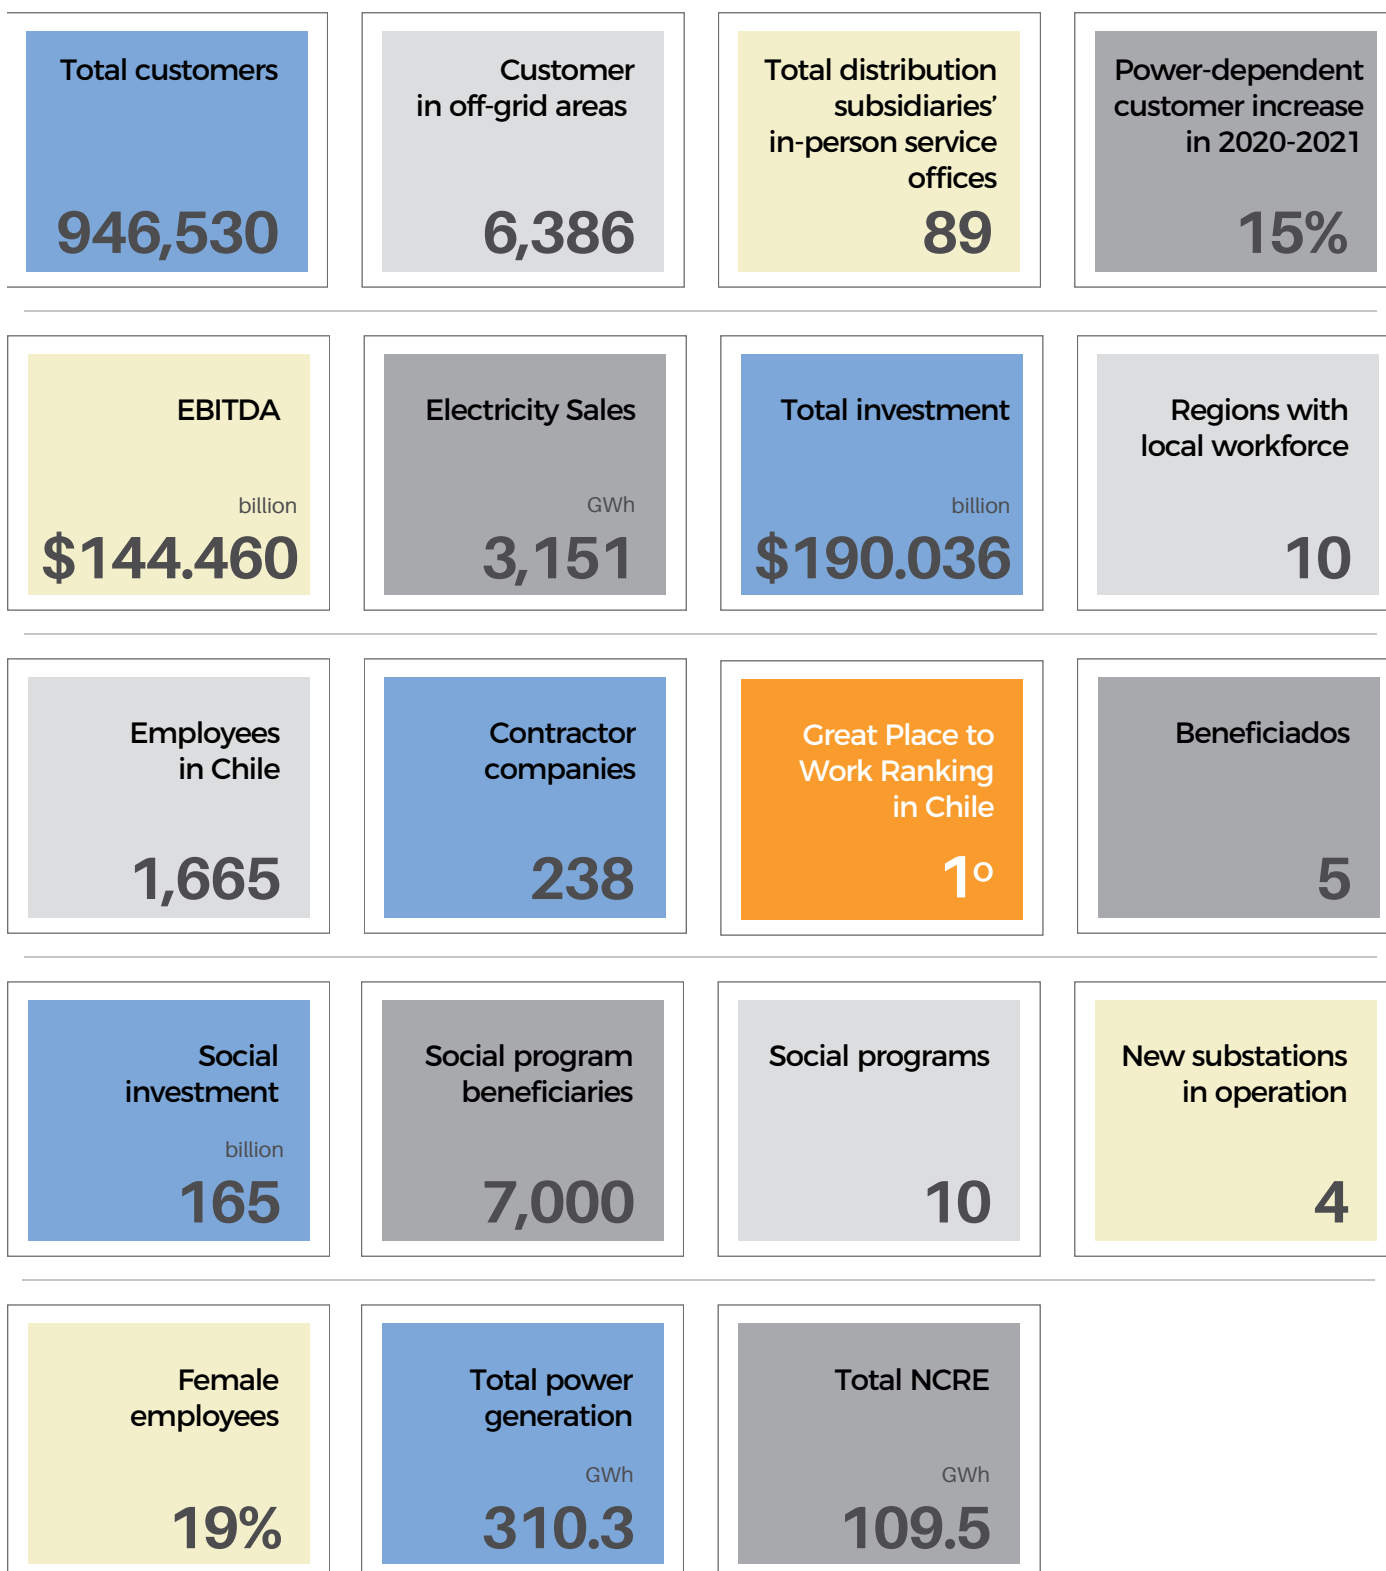 Total customers
946,530
Customer
in off-grid areas
6,386
Total distribution
subsidiaries’
in-person service
offices
89
Power-dependent
customer increase
in 2020-2021
15%
EBITDA
billion
$144.460
Electricity Sales
GWh
3,151
Total investment
billion
$190.036
Regions with
local workforce
10
Employees
in Chile
1,665
Contractor
companies
238
Great Place to
Work Ranking
in Chile
1º
Beneficiados
5
Social
investment
billion
165
Social program
beneficiaries
7,000
Social programs
10
New substations
in operation
4
Female
employees
19%
Total power
generation
GWh
310.3
Total NCRE
GWh
109.5